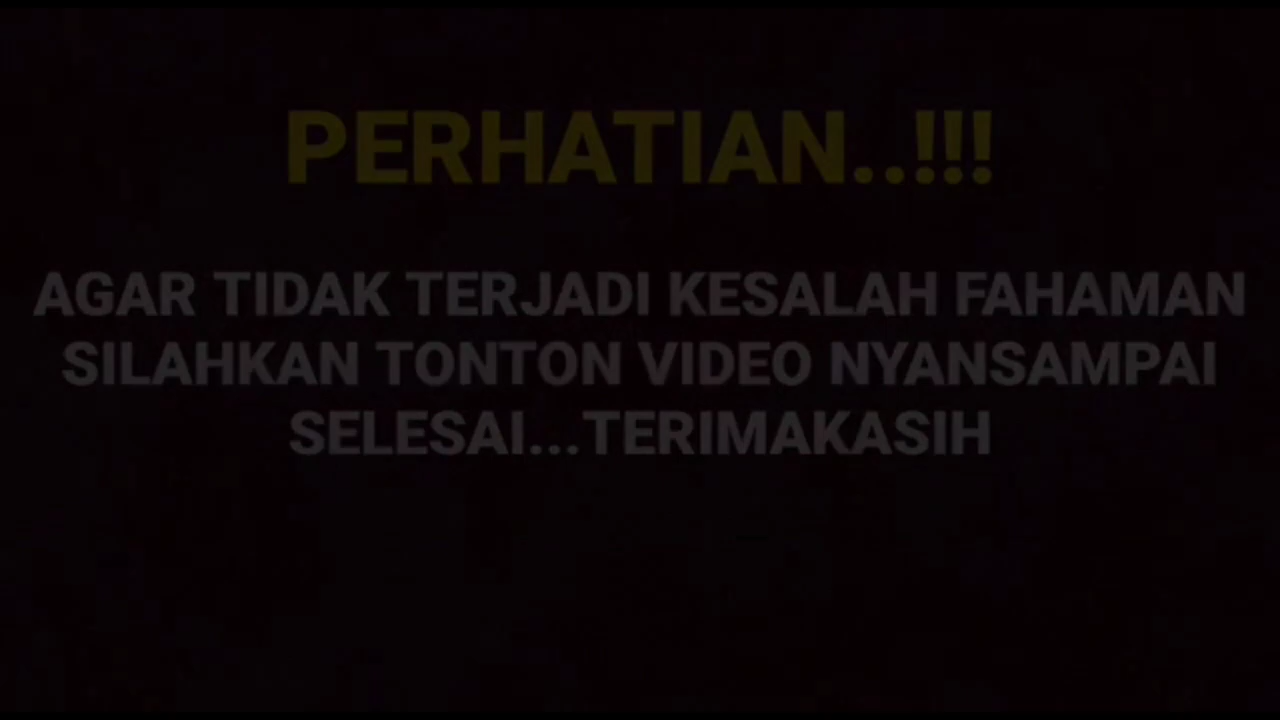 PERHATIAN..!!!
AGAR TIDAK TERJADI KESALAH FAHAMAN
SILAHKAN TONTON VIDEO NYANSAMPAI
SELESAI...TERIMAKASIH